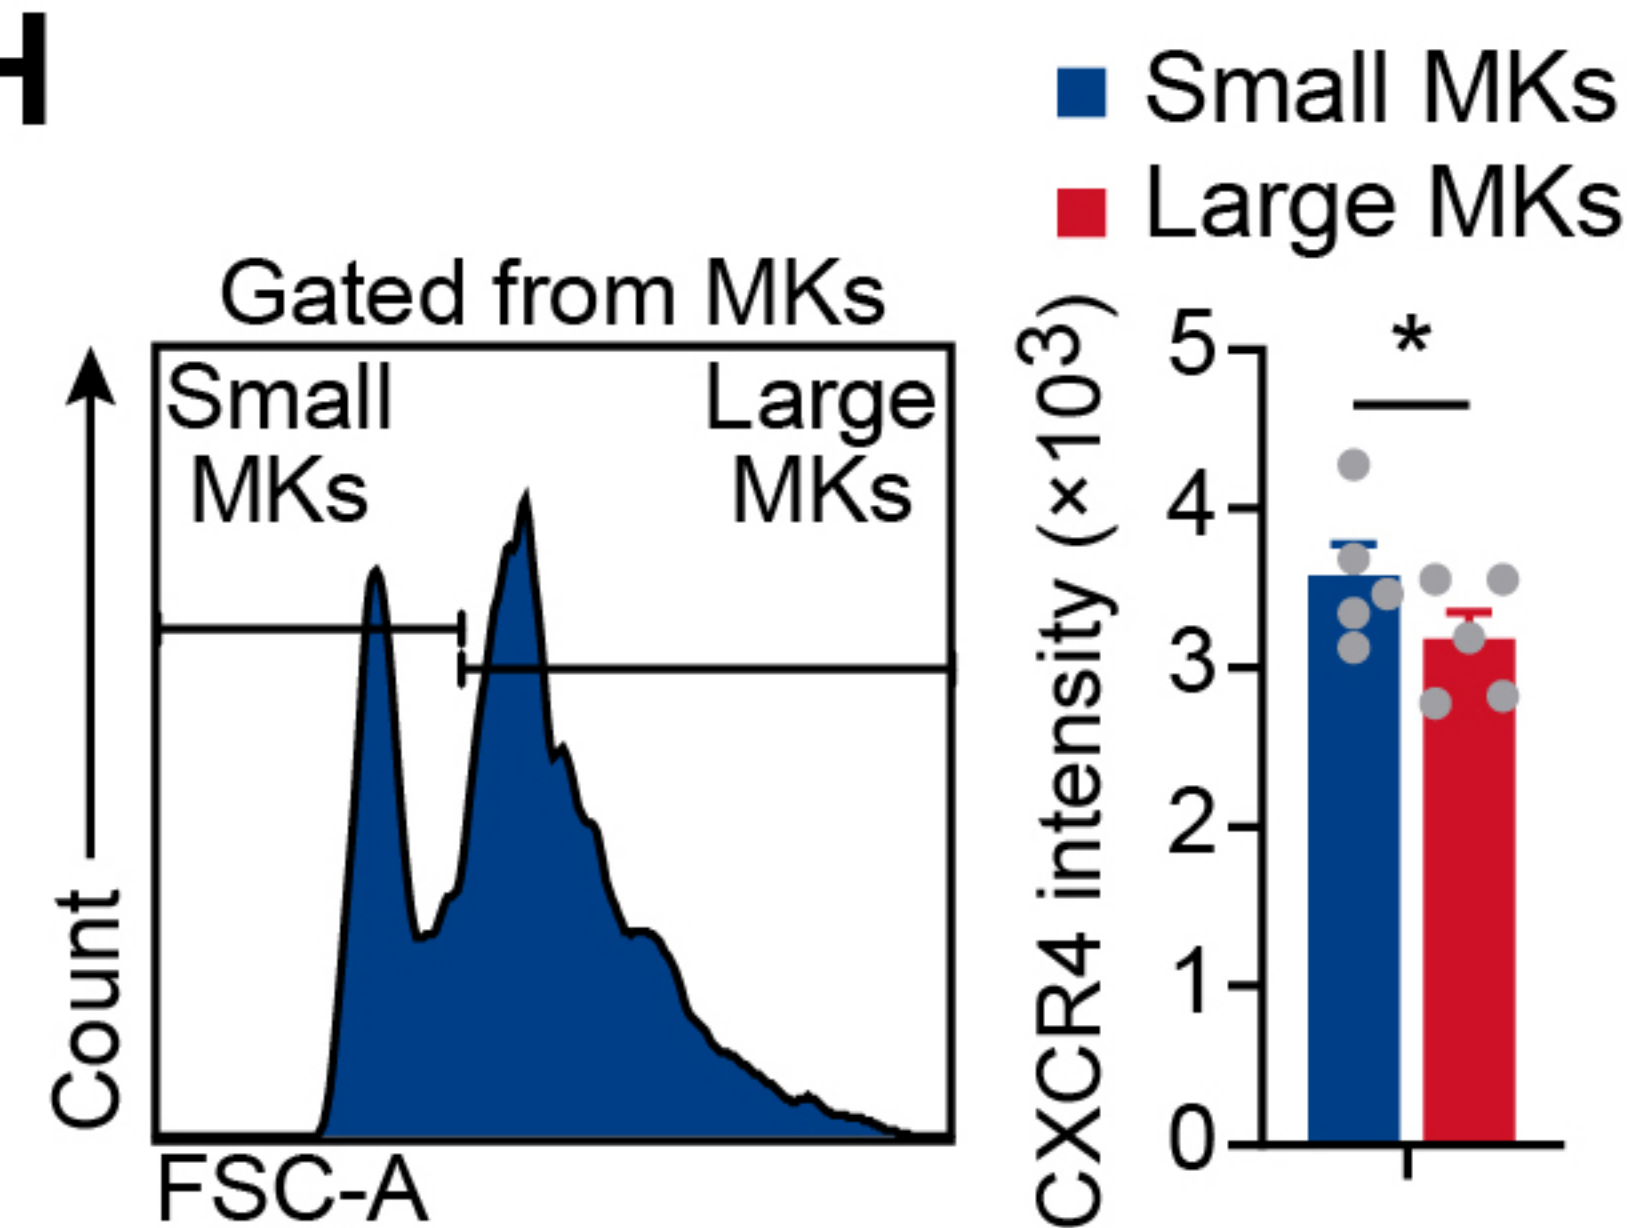 H
Small MKs
Large MKs
Gated from MKs
Small
MKs
Large
MKs
Count
FSC-A
CXCR4 intensity (×10³)
5
4
3
2
1
0
*